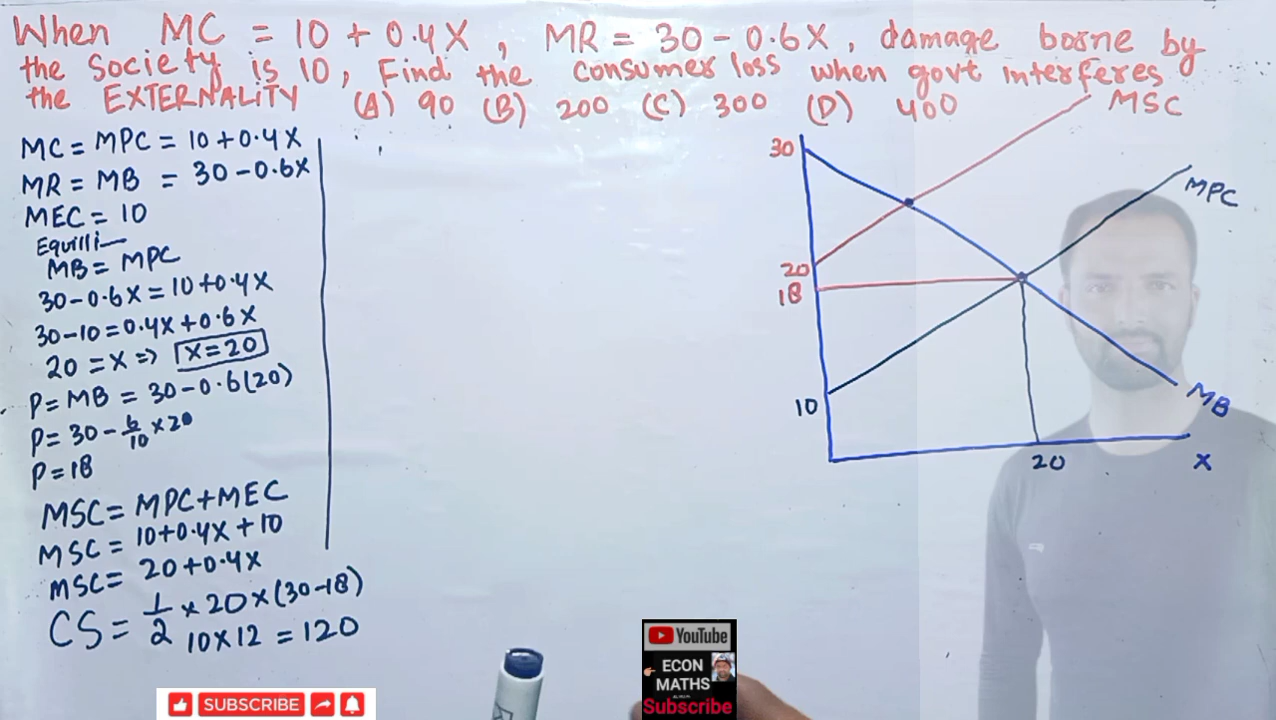 When MC = 10 + 0.4X, MR = 30 - 0.6X, damage borne by
the society is 10, Find the consumer loss when govt interferes
the EXTERNALITY (A) 90 (B) 200 (C) 300 (D) 400
MC = MPC = 10 + 0.4X
MR = MB = 30 - 0.6X
MEC = 10
Equilli
MB = MPC
30 - 0.6X = 10 + 0.4X
30 - 10 = 0.4X + 0.6X
20 = X => X = 20
P = MB = 30 - 0.6(20)
P = 30 - 6/10 × 20
P = 18
MSC = MPC + MEC
MSC = 10 + 0.4X + 10
MSC = 20 + 0.4X
CS = 1/2 × 20 × (30-18)
10 × 12 = 120
MSC
30
MPC
20
18
10
MB
20
X
YouTube
ECON
MATHS
Subscribe
SUBSCRIBE